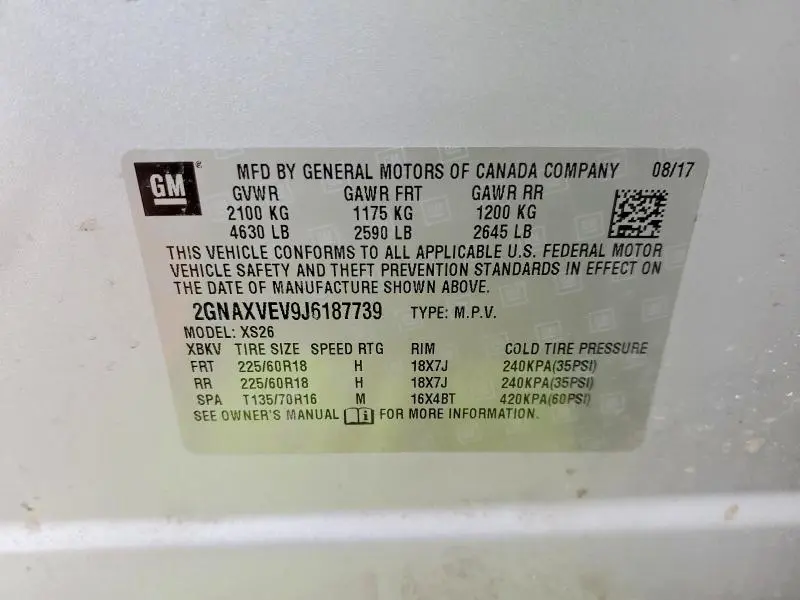 GM® MFD BY GENERAL MOTORS OF CANADA COMPANY 08/17
GVWR GAWR FRT GAWR RR
2100 KG 1175 KG 1200 KG
4630 LB 2590 LB 2645 LB
THIS VEHICLE CONFORMS TO ALL APPLICABLE U.S. FEDERAL MOTOR
VEHICLE SAFETY AND THEFT PREVENTION STANDARDS IN EFFECT ON
THE DATE OF MANUFACTURE SHOWN ABOVE.
2GNAXVEV9J6187739 TYPE: M.P.V.
MODEL: XS26
XBKV TIRE SIZE SPEED RTG RIM COLD TIRE PRESSURE
FRT 225/60R18 H 18X7J 240KPA(35PSI)
RR 225/60R18 H 18X7J 240KPA(35PSI)
SPA T135/70R16 M 16X4BT 420KPA(60PSI)
SEE OWNER'S MANUAL i FOR MORE INFORMATION.